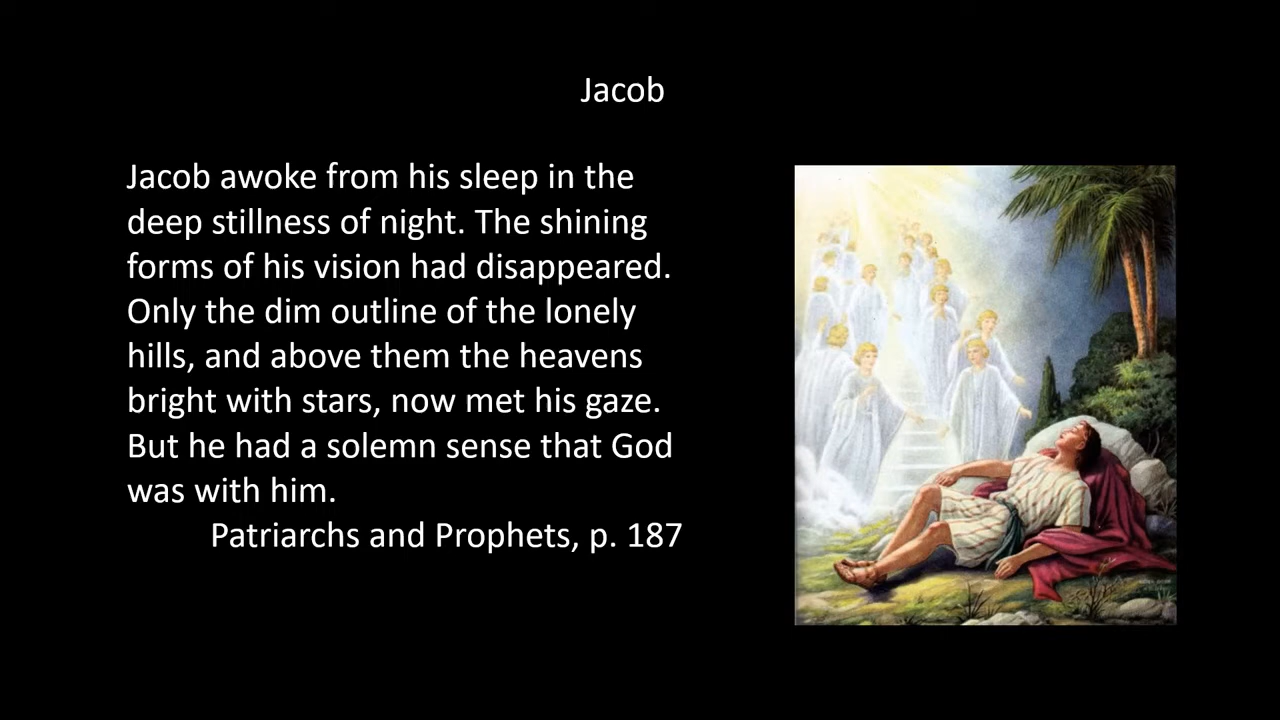 Jacob
Jacob awoke from his sleep in the
deep stillness of night. The shining
forms of his vision had disappeared.
Only the dim outline of the lonely
hills, and above them the heavens
bright with stars, now met his gaze.
But he had a solemn sense that God
was with him.
Patriarchs and Prophets, p. 187